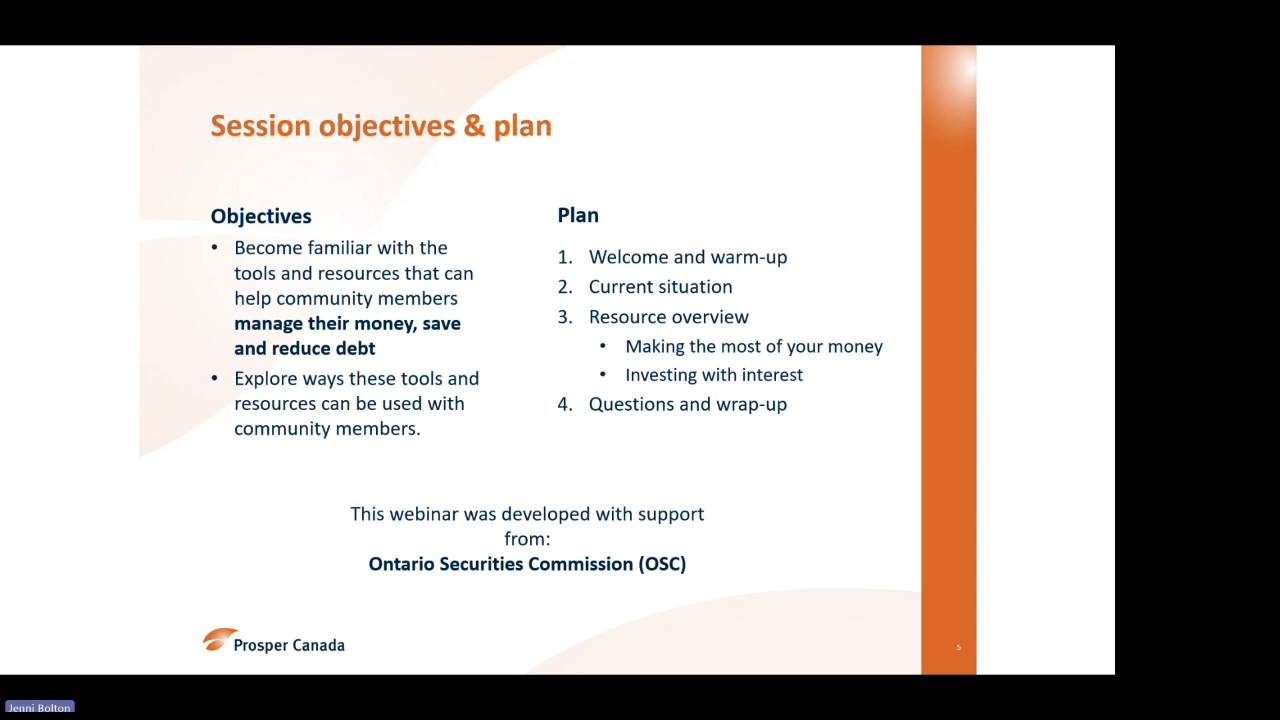 Session objectives & plan
Objectives
• Become familiar with the
tools and resources that can
help community members
manage their money, save
and reduce debt
• Explore ways these tools and
resources can be used with
community members.
Plan
1. Welcome and warm-up
2. Current situation
3. Resource overview
• Making the most of your money
• Investing with interest
4. Questions and wrap-up
This webinar was developed with support
from:
Ontario Securities Commission (OSC)
Prosper Canada
5
Jenni Bolton